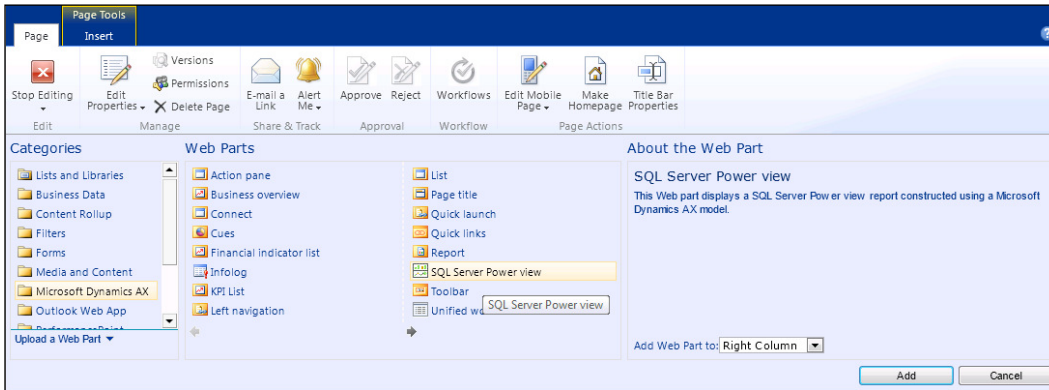 Page Tools
Page
Insert
Stop Editing
Edit Properties
Versions
Permissions
Delete Page
E-mail a Link
Alert Me
Approve
Reject
Workflows
Edit Mobile Page
Make Homepage
Title Bar Properties
Edit
Manage
Share & Track
Approval
Workflow
Page Actions
Categories
Lists and Libraries
Business Data
Content Rollup
Filters
Forms
Media and Content
Microsoft Dynamics AX
Outlook Web App
Upload a Web Part
Web Parts
Action pane
Business overview
Connect
Cues
Financial indicator list
Infolog
KPI List
Left navigation
List
Page title
Quick launch
Quick links
Report
SQL Server Power view
Toolbar
Unified
SQL Server Power view
About the Web Part
SQL Server Power view
This Web part displays a SQL Server Power view report constructed using a Microsoft
Dynamics AX model.
Add Web Part to: Right Column
Add
Cancel